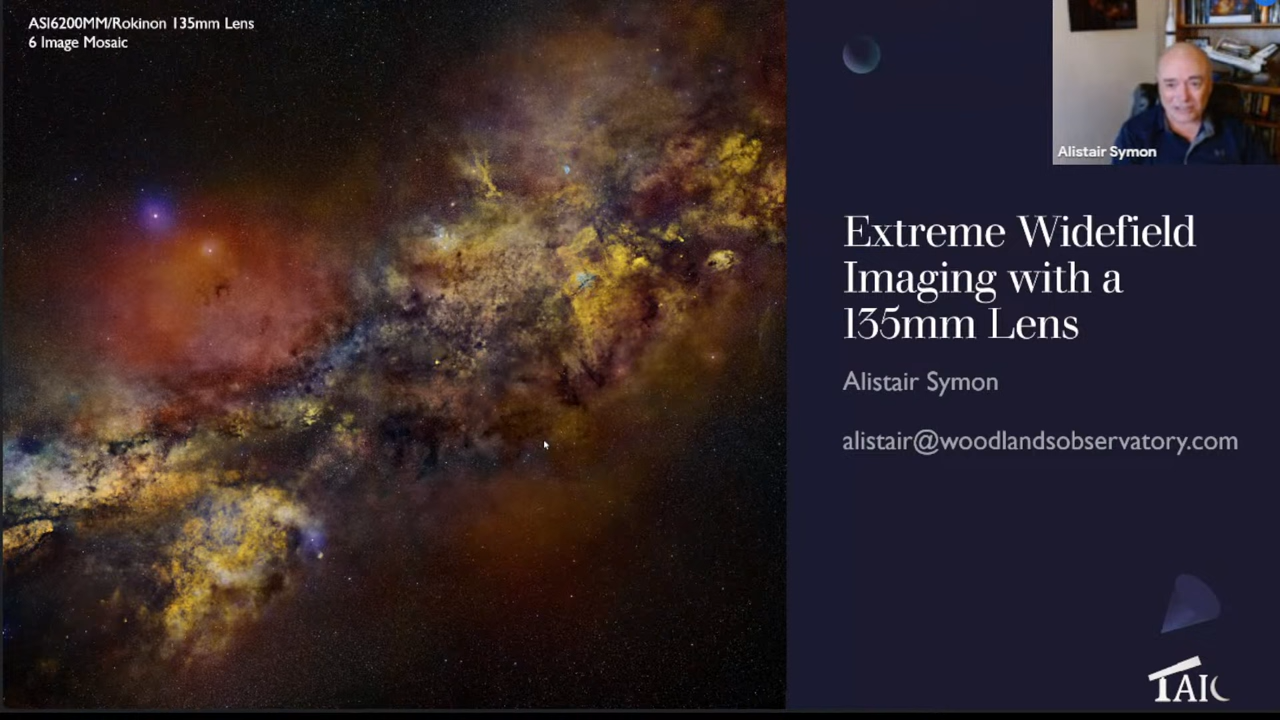 ASI6200MM/Rokinon 135mm Lens
6 Image Mosaic
Alistair Symon
Extreme Widefield
Imaging with a
135mm Lens
Alistair Symon
alistair@woodlandsobservatory.com
TAIC